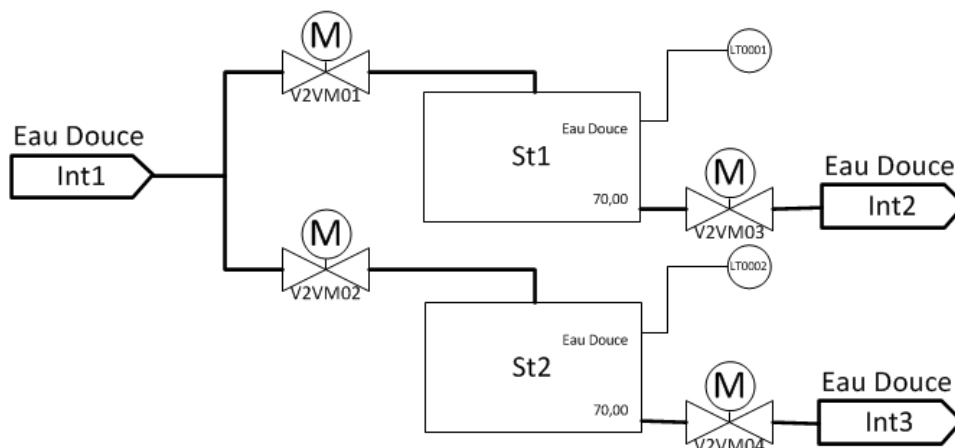 M
V2VM01
LT0001
Eau Douce
Int1
Eau Douce
St1
70,00
M
V2VM03
Eau Douce
Int2
M
V2VM02
LT0002
Eau Douce
St2
70,00
M
V2VM04
Eau Douce
Int3